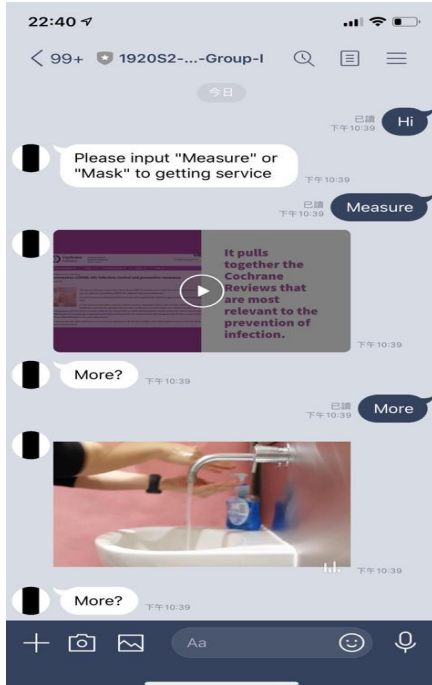 22:40
99+ 1920S2-...-Group-I
今日
已讀
下午10:39
Hi
Please input "Measure" or
"Mask" to getting service
下午10:39
已讀
下午10:39
Measure
It pulls
together the
Cochrane
Reviews that
are most
relevant to the
prevention of
infection.
下午10:39
More?
下午10:39
已讀
下午10:39
More
下午10:39
More?
下午10:39
Aa